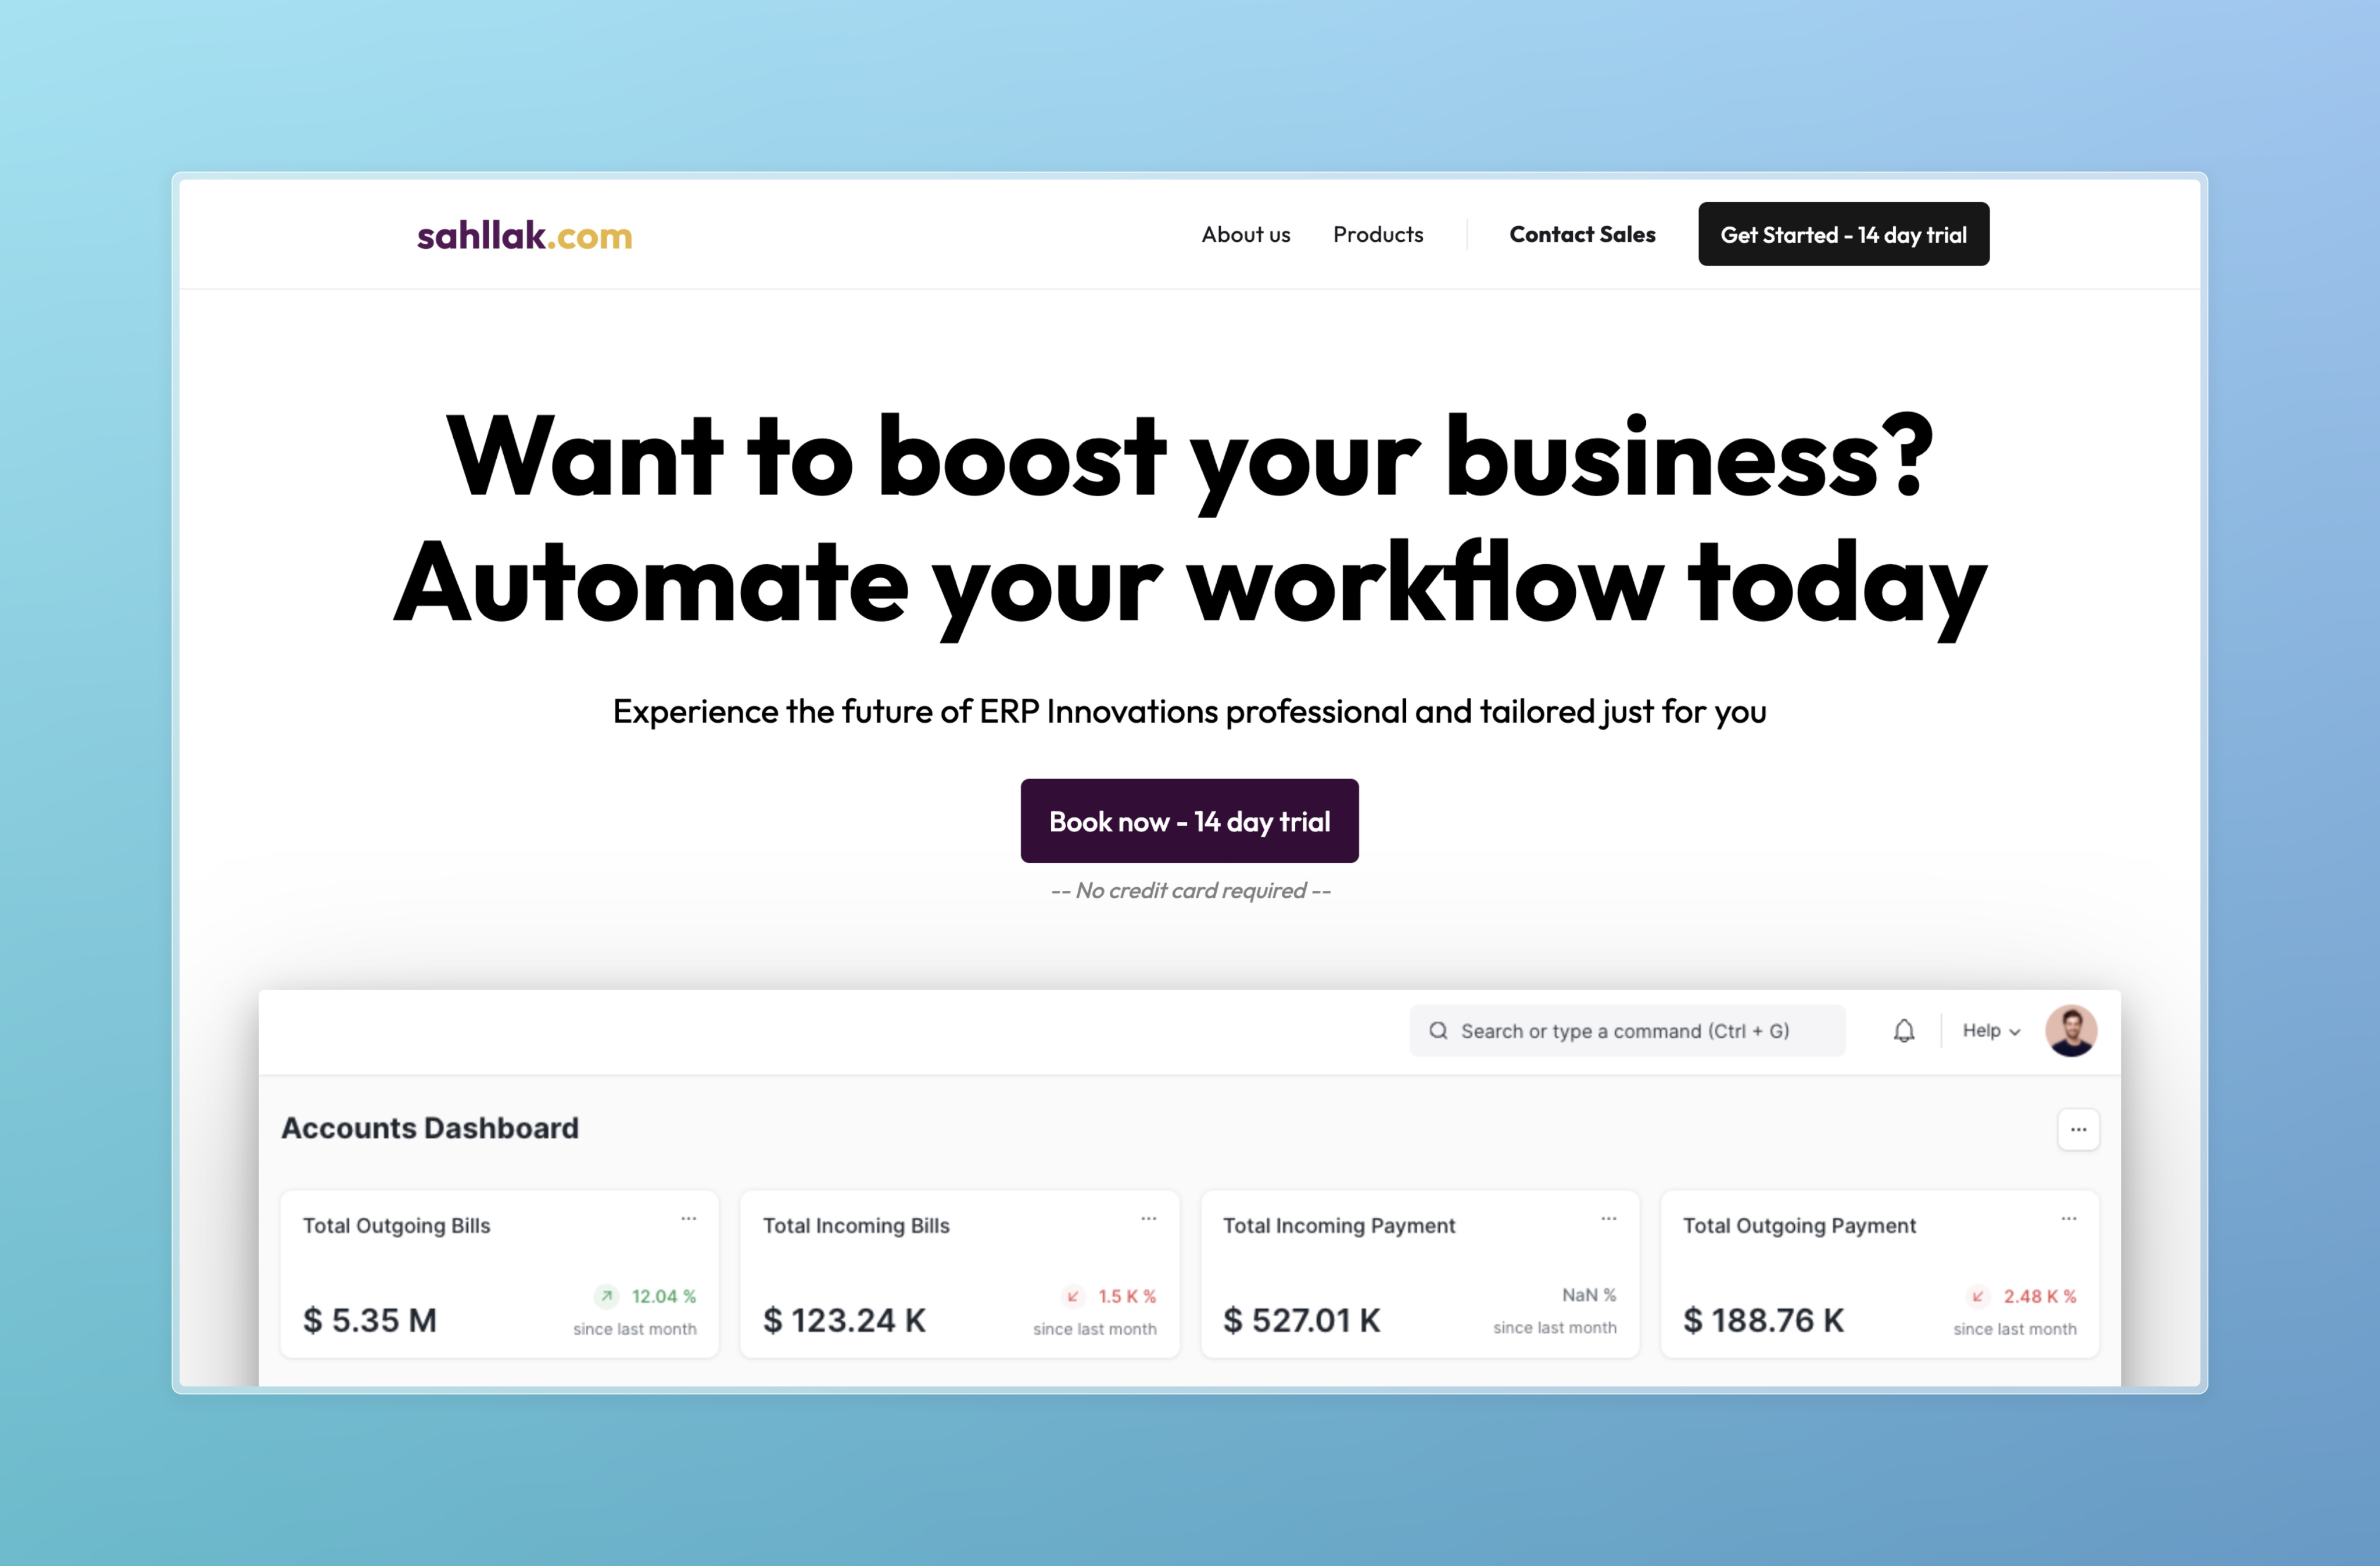 sahllak.com
About us
Products
Contact Sales
Get Started - 14 day trial
Want to boost your business?
Automate your workflow today
Experience the future of ERP Innovations professional and tailored just for you
Book now - 14 day trial
-- No credit card required --
Search or type a command (Ctrl + G)
Help
Accounts Dashboard
Total Outgoing Bills
$ 5.35 M
12.04 %
since last month
Total Incoming Bills
$ 123.24 K
1.5 K %
since last month
Total Incoming Payment
$ 527.01 K
NaN %
since last month
Total Outgoing Payment
$ 188.76 K
2.48 K %
since last month